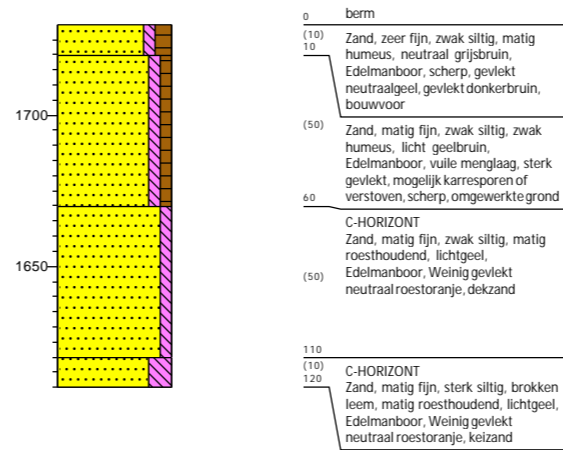 1700
1650
0
berm
(10)
10
Zand, zeer fijn, zwak siltig, matig
humeus, neutraal grijsbruin,
Edelmanboor, scherp, gevlekt
neutraalgeel, gevlekt donkerbruin,
bouwvoor
(50)
Zand, matig fijn, zwak siltig, zwak
humeus, licht geelbruin,
Edelmanboor, vuile menglaag, sterk
gevlekt, mogelijk karresporen of
verstoven, scherp, omgewerkte grond
60
C-HORIZONT
Zand, matig fijn, zwak siltig, matig
roesthoudend, lichtgeel,
Edelmanboor, Weinig gevlekt
neutraal roestoranje, dekzand
(50)
110
(10)
120
C-HORIZONT
Zand, matig fijn, sterk siltig, brokken
leem, matig roesthoudend, lichtgeel,
Edelmanboor, Weinig gevlekt
neutraal roestoranje, keizand